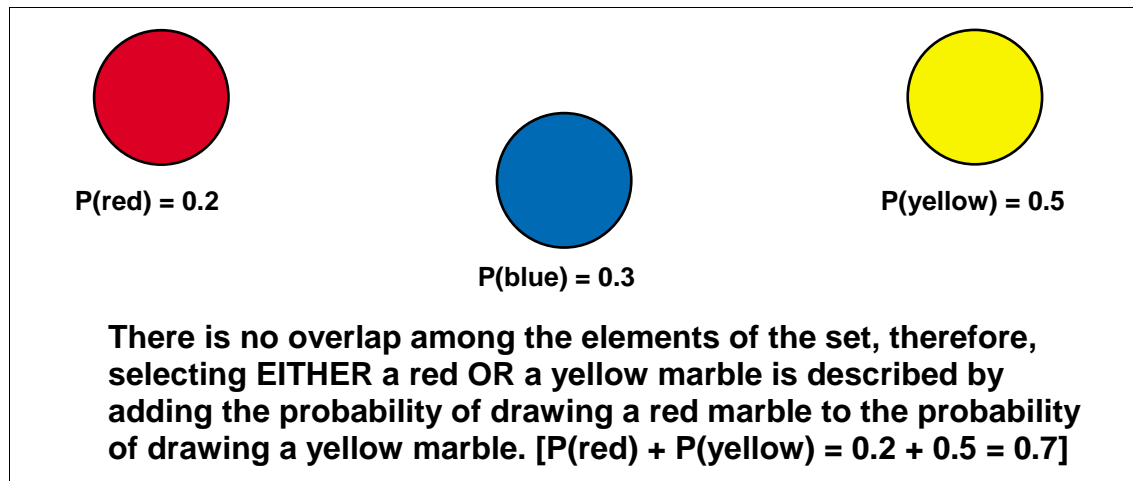 P(red) = 0.2
P(yellow) = 0.5
P(blue) = 0.3
There is no overlap among the elements of the set, therefore,
selecting EITHER a red OR a yellow marble is described by
adding the probability of drawing a red marble to the probability
of drawing a yellow marble. [P(red) + P(yellow) = 0.2 + 0.5 = 0.7]